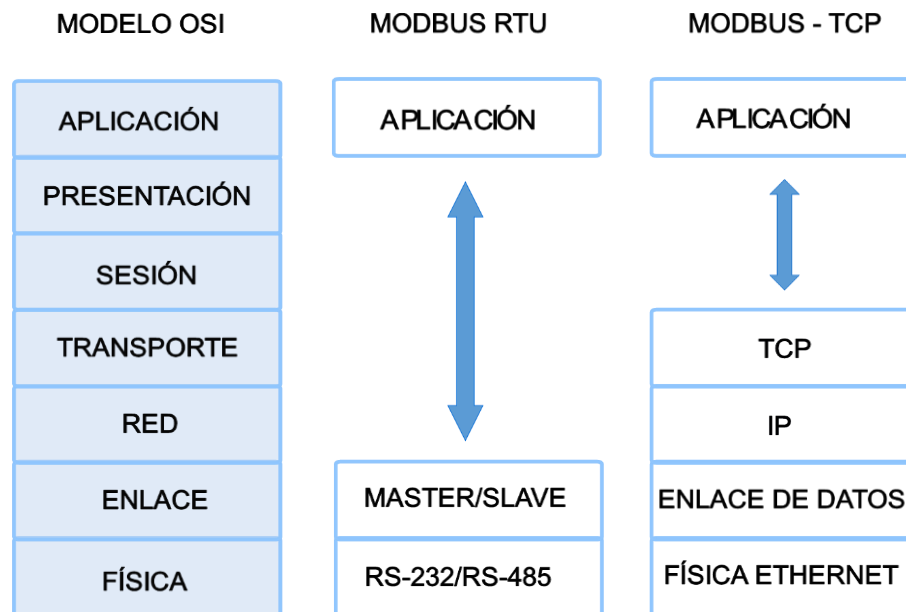 MODELO OSI
MODBUS RTU
MODBUS - TCP
APLICACIÓN
APLICACIÓN
APLICACIÓN
PRESENTACIÓN
SESIÓN
TRANSPORTE
TCP
RED
IP
ENLACE
MASTER/SLAVE
ENLACE DE DATOS
FÍSICA
RS-232/RS-485
FÍSICA ETHERNET